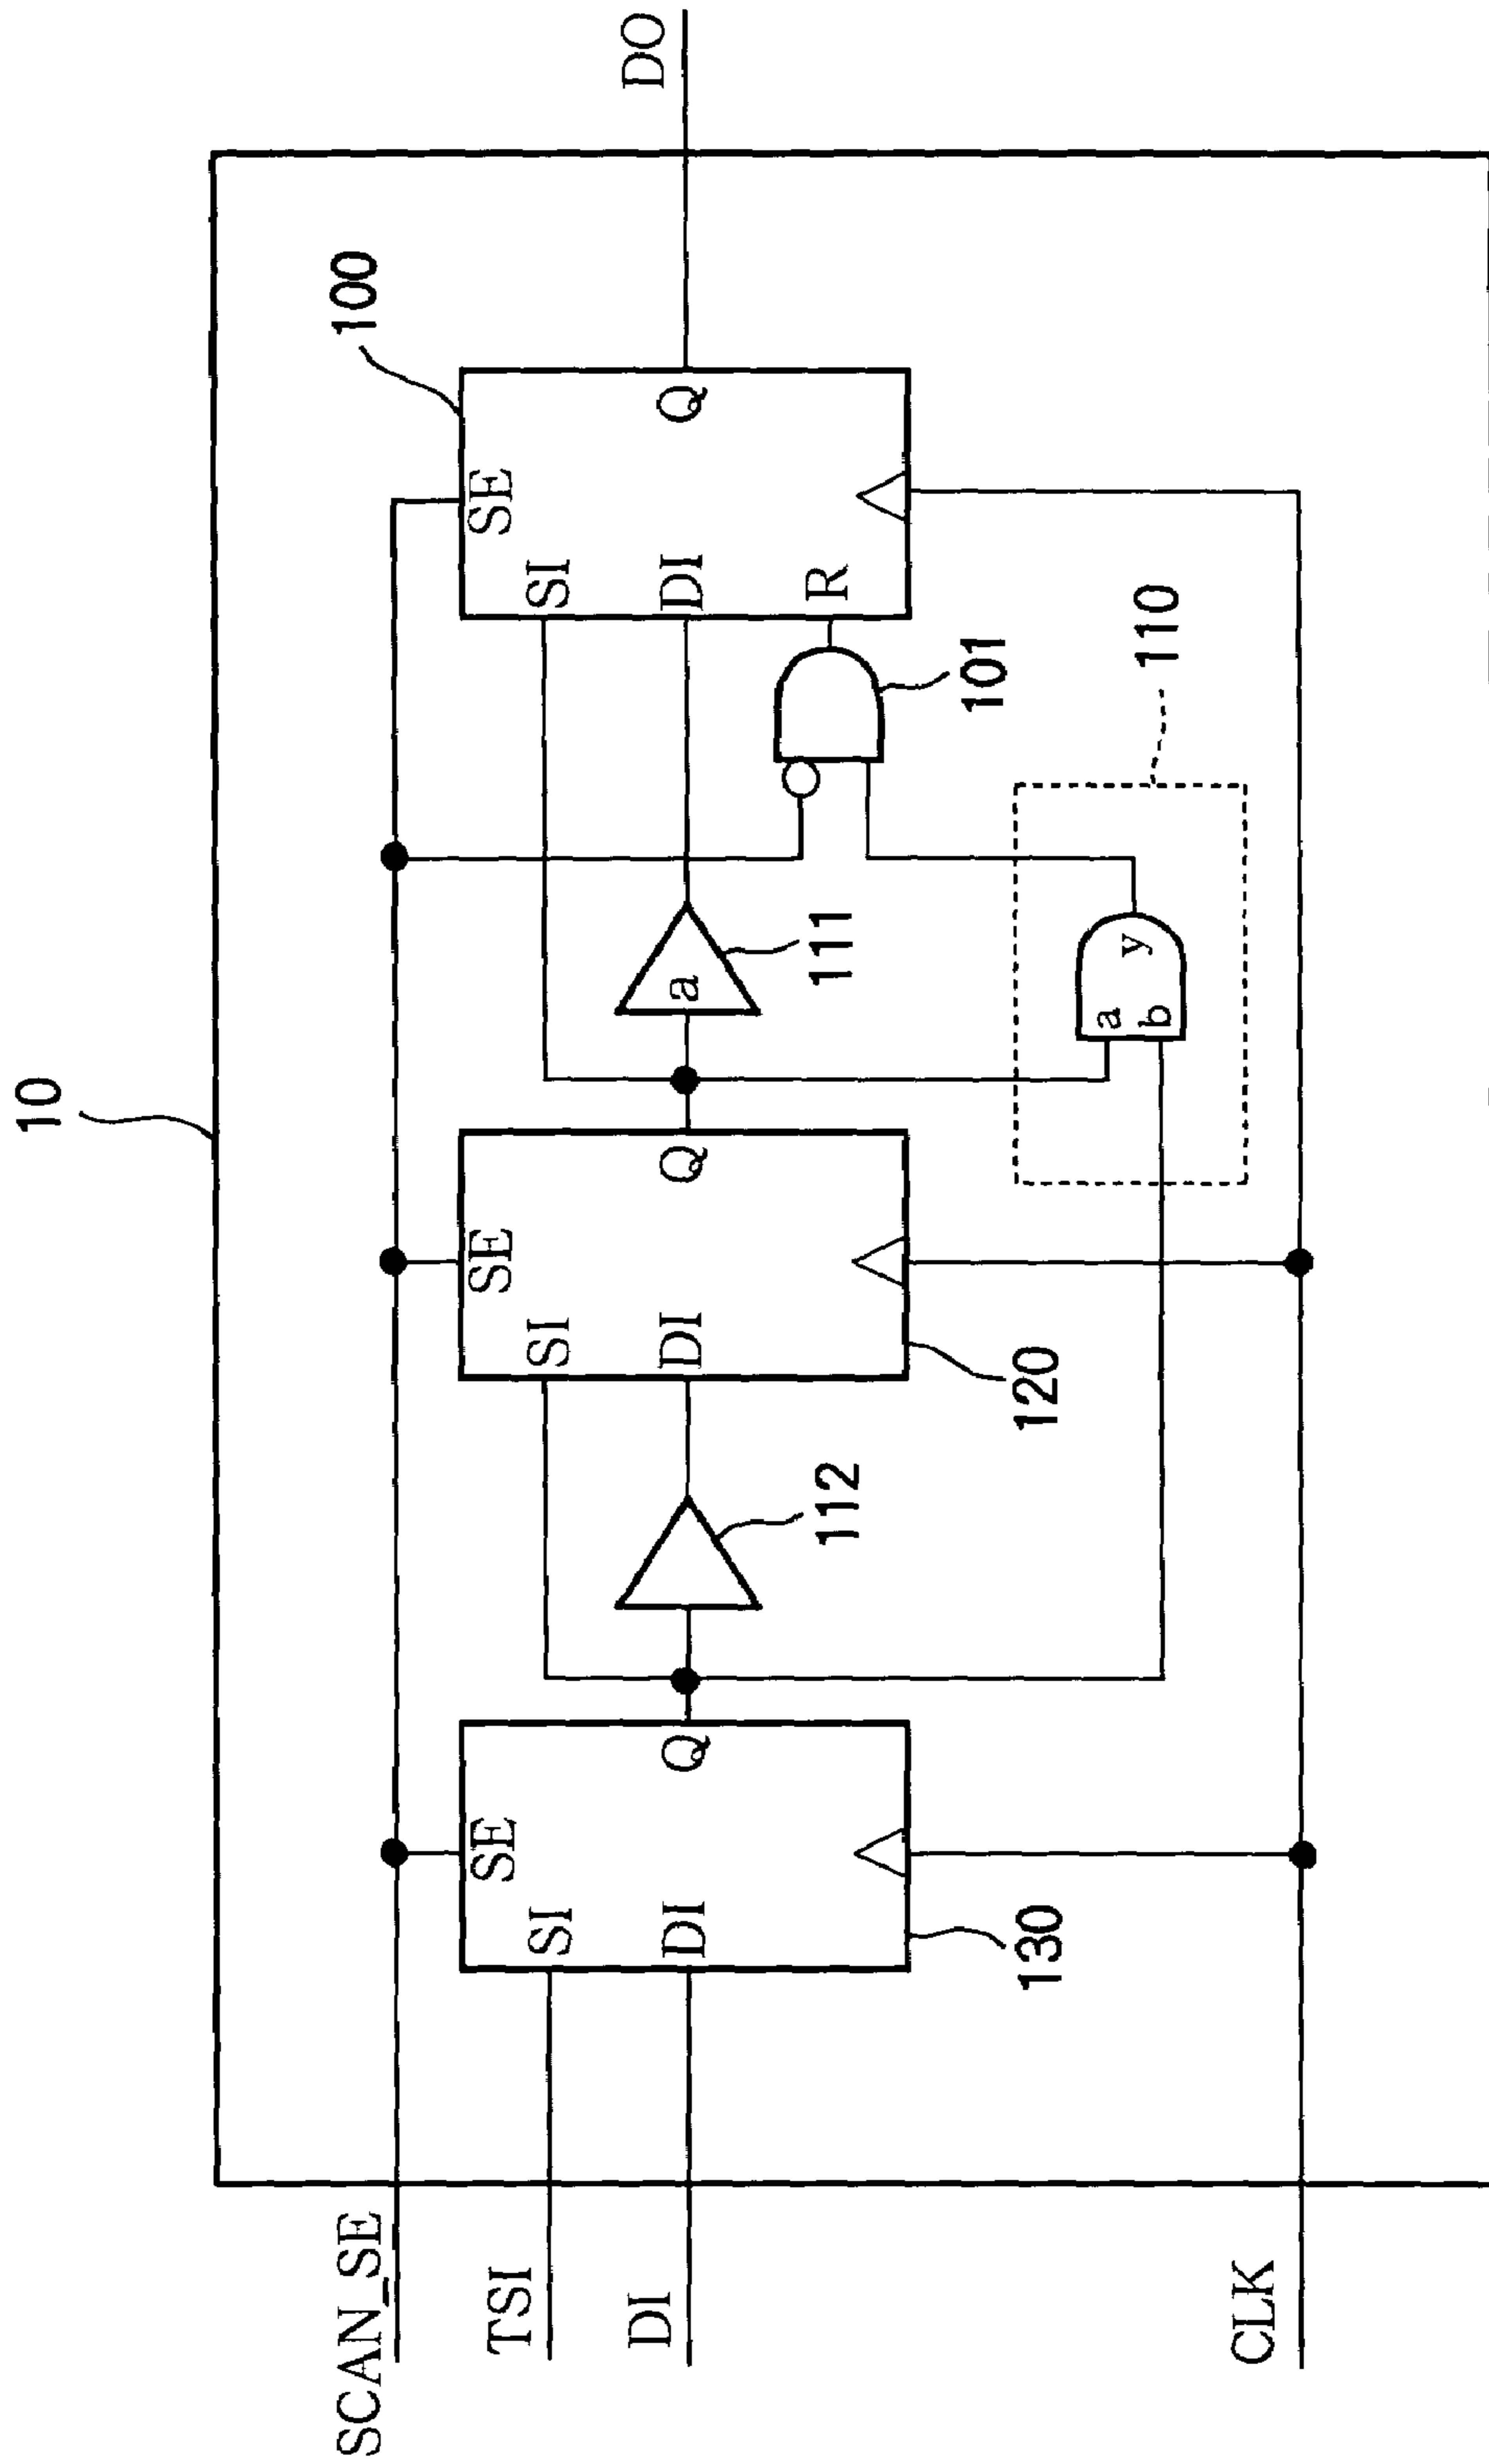 10
SCAN_SE
TSI
DI
CLK
SE
SI
DI
Q
130
112
SE
SI
DI
Q
120
a
111
a
b
y
110
101
SE
SI
DI
R
Q
100
DO